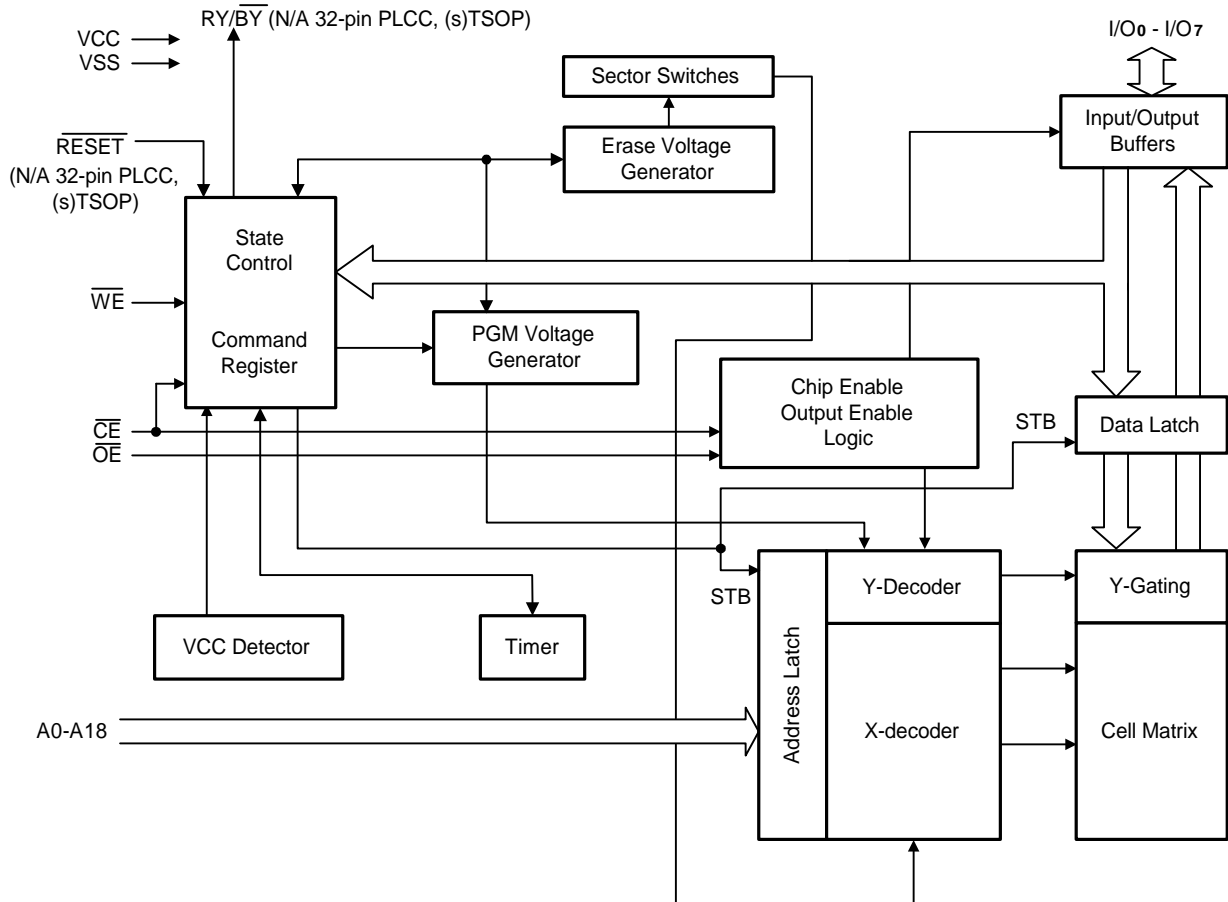 RY/BY (N/A 32-pin PLCC, (s)TSOP)
VCC
VSS
I/O0 - I/O7
Sector Switches
Input/Output
Buffers
RESET
(N/A 32-pin PLCC,
(s)TSOP)
Erase Voltage
Generator
State
Control
WE
Command
Register
PGM Voltage
Generator
Chip Enable
Output Enable
Logic
CE
OE
STB
Data Latch
STB
Address Latch
Y-Decoder
Y-Gating
VCC Detector
Timer
A0-A18
X-decoder
Cell Matrix